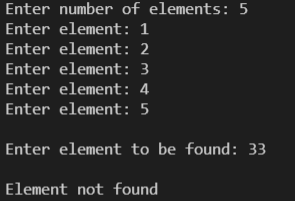 Enter number of elements: 5
Enter element: 1
Enter element: 2
Enter element: 3
Enter element: 4
Enter element: 5
Enter element to be found: 33
Element not found